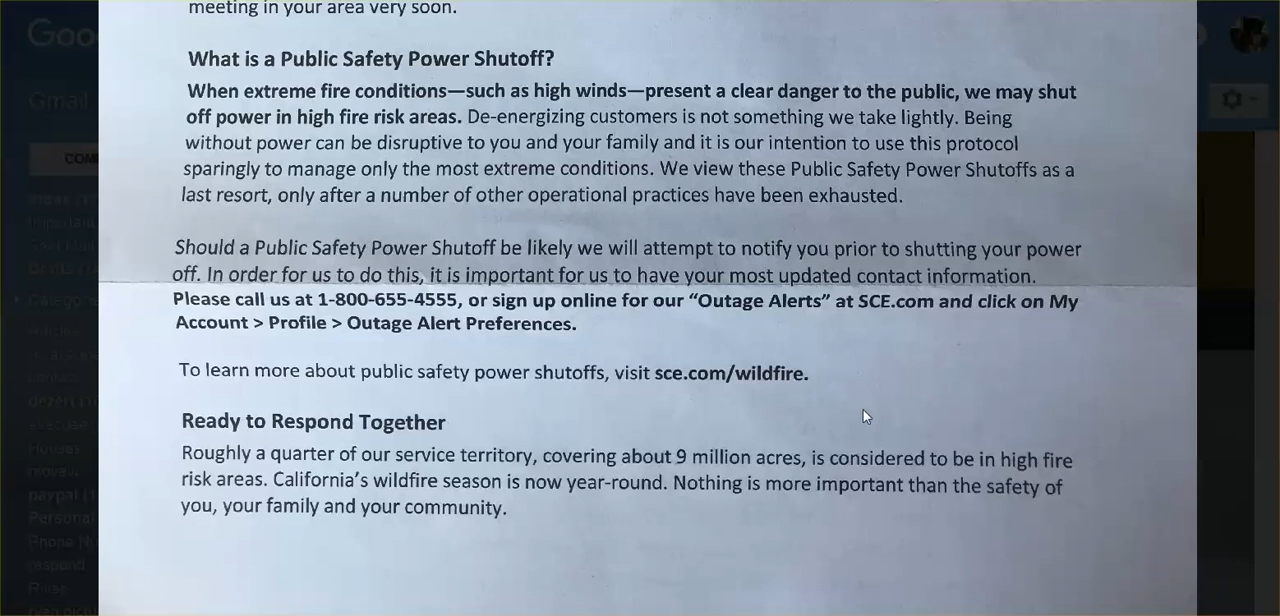 meeting in your area very soon.
What is a Public Safety Power Shutoff?
When extreme fire conditions—such as high winds—present a clear danger to the public, we may shut
off power in high fire risk areas. De-energizing customers is not something we take lightly. Being
without power can be disruptive to you and your family and it is our intention to use this protocol
sparingly to manage only the most extreme conditions. We view these Public Safety Power Shutoffs as a
last resort, only after a number of other operational practices have been exhausted.
Should a Public Safety Power Shutoff be likely we will attempt to notify you prior to shutting your power
off. In order for us to do this, it is important for us to have your most updated contact information.
Please call us at 1-800-655-4555, or sign up online for our “Outage Alerts” at SCE.com and click on My
Account > Profile > Outage Alert Preferences.
To learn more about public safety power shutoffs, visit sce.com/wildfire.
Ready to Respond Together
Roughly a quarter of our service territory, covering about 9 million acres, is considered to be in high fire
risk areas. California’s wildfire season is now year-round. Nothing is more important than the safety of
you, your family and your community.
Gmail
Personal